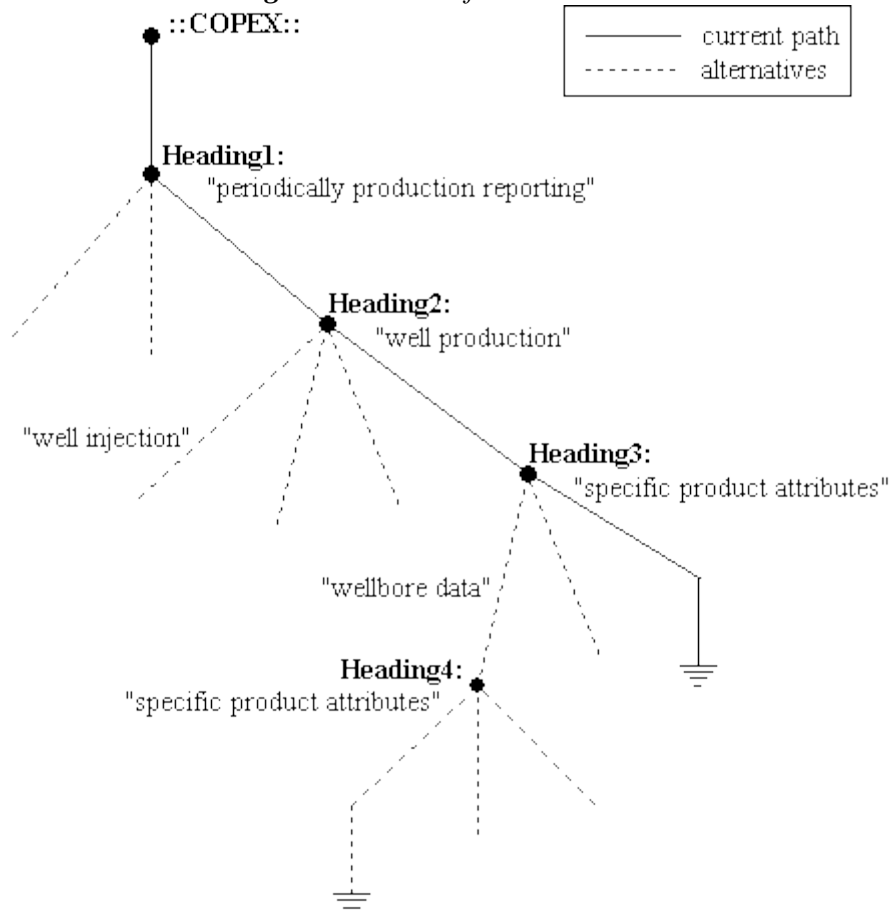 ::COPEX::
current path
alternatives
Heading1:
"periodically production reporting"
Heading2:
"well production"
"well injection"
Heading3:
"specific product attributes"
"wellbore data"
Heading4:
"specific product attributes"